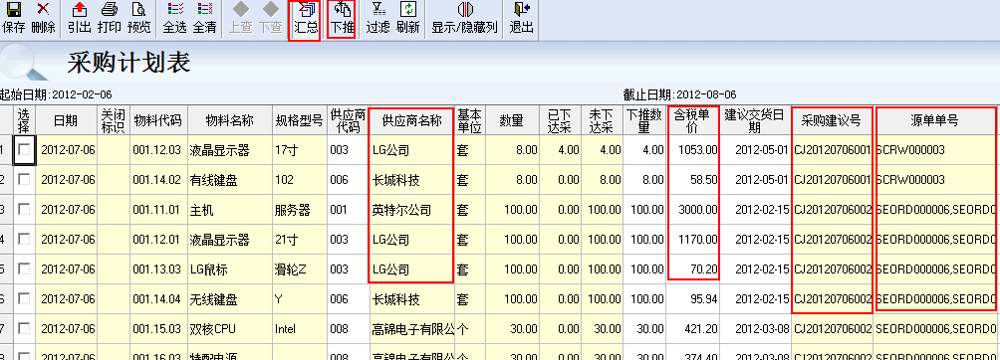 保存 删除 引出 打印 预览 全选 全清 上查 下查 汇总 下推 过滤 刷新 显示/隐藏列 退出
采购计划表
起始日期:2012-02-06 截止日期:2012-08-06
选择 日期 关闭标识 物料代码 物料名称 规格型号 供应商代码 供应商名称 基本单位 数量 已下达采 未下达采 下推数量 含税单价 建议交货日期 采购建议号 源单单号
1 2012-07-06 001.12.03 液晶显示器 17寸 003 LG公司 套 8.00 4.00 4.00 4.00 1053.00 2012-05-01 CJ20120706001 SCRW000003
2 2012-07-06 001.14.02 有线键盘 102 006 长城科技 套 8.00 0.00 8.00 8.00 58.50 2012-05-01 CJ20120706001 SCRW000003
3 2012-07-06 001.11.01 主机 服务器 001 英特尔公司 套 100.00 0.00 100.00 100.00 3000.00 2012-02-15 CJ20120706002 SEORD000006,SEORD0
4 2012-07-06 001.12.01 液晶显示器 21寸 003 LG公司 套 100.00 0.00 100.00 100.00 1170.00 2012-02-15 CJ20120706002 SEORD000006,SEORD0
5 2012-07-06 001.13.03 LG鼠标 滑轮Z 003 LG公司 套 100.00 0.00 100.00 100.00 70.20 2012-02-15 CJ20120706002 SEORD000006,SEORD0
6 2012-07-06 001.14.04 无线键盘 Y 006 长城科技 套 100.00 0.00 100.00 100.00 95.94 2012-02-15 CJ20120706002 SEORD000006,SEORD0
7 2012-07-06 001.15.03 双核CPU Intel 008 高锦电子有限公 个 30.00 0.00 30.00 30.00 421.20 2012-03-08 CJ20120706002 SEORD000006,SEORD0
2012-07-06 001.16.03 特配电源 008 高锦电子有限公 个 30.00 0.00 30.00 30.00 374.40 2012-03-08 CJ20120706002 SEORD000006,SEORD0